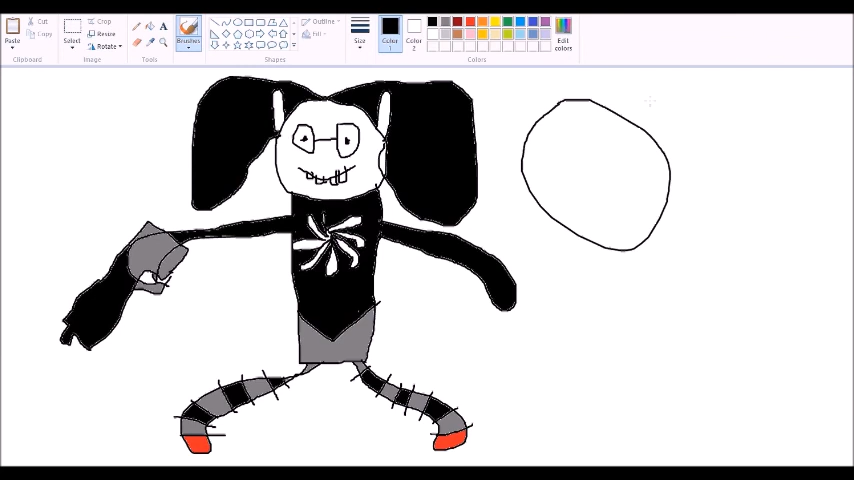 Cut
Copy
Paste
Clipboard
Select
Crop
Resize
Rotate
Image
A
Tools
Brushes
Outline
Fill
Shapes
Size
Color
1
Color
2
Edit
colors
Colors